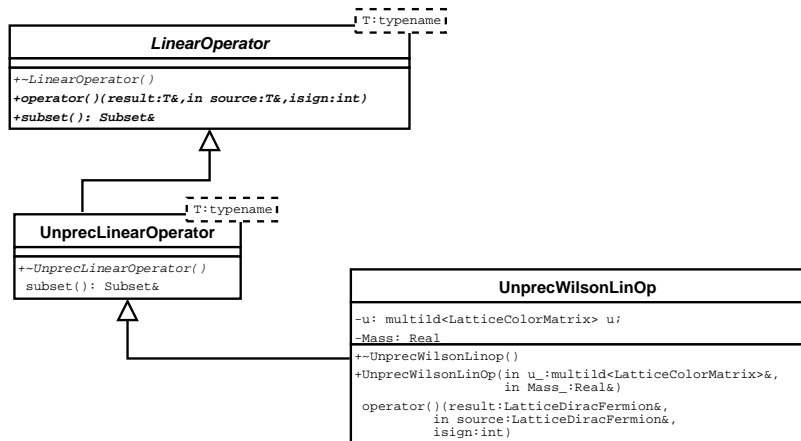 T:typename
LinearOperator
+~LinearOperator()
+operator()(result:T&,in source:T&,isign:int)
+subset(): Subset&
T:typename
UnprecLinearOperator
+~UnprecLinearOperator()
subset(): Subset&
UnprecWilsonLinOp
-u: multi1d<LatticeColorMatrix> u;
-Mass: Real
+~UnprecWilsonLinop()
+UnprecWilsonLinOp(in u_:multi1d<LatticeColorMatrix>&,
in Mass_:Real&)
operator()(result:LatticeDiracFermion&,
in source:LatticeDiracFermion&,
isign:int)